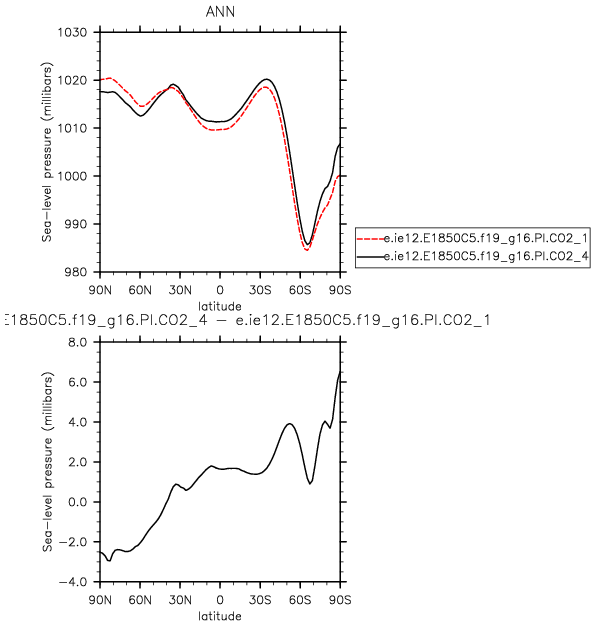 ANN
1030
1020
1010
1000
990
980
Sea-level pressure (millibars)
90N 60N 30N 0 30S 60S 90S
latitude
e.ie12.E1850C5.f19_g16.PI.CO2_1
e.ie12.E1850C5.f19_g16.PI.CO2_4
E1850C5.f19_g16.PI.CO2_4 - e.ie12.E1850C5.f19_g16.PI.CO2_1
8.0
6.0
4.0
2.0
0.0
-2.0
-4.0
Sea-level pressure (millibars)
90N 60N 30N 0 30S 60S 90S
latitude